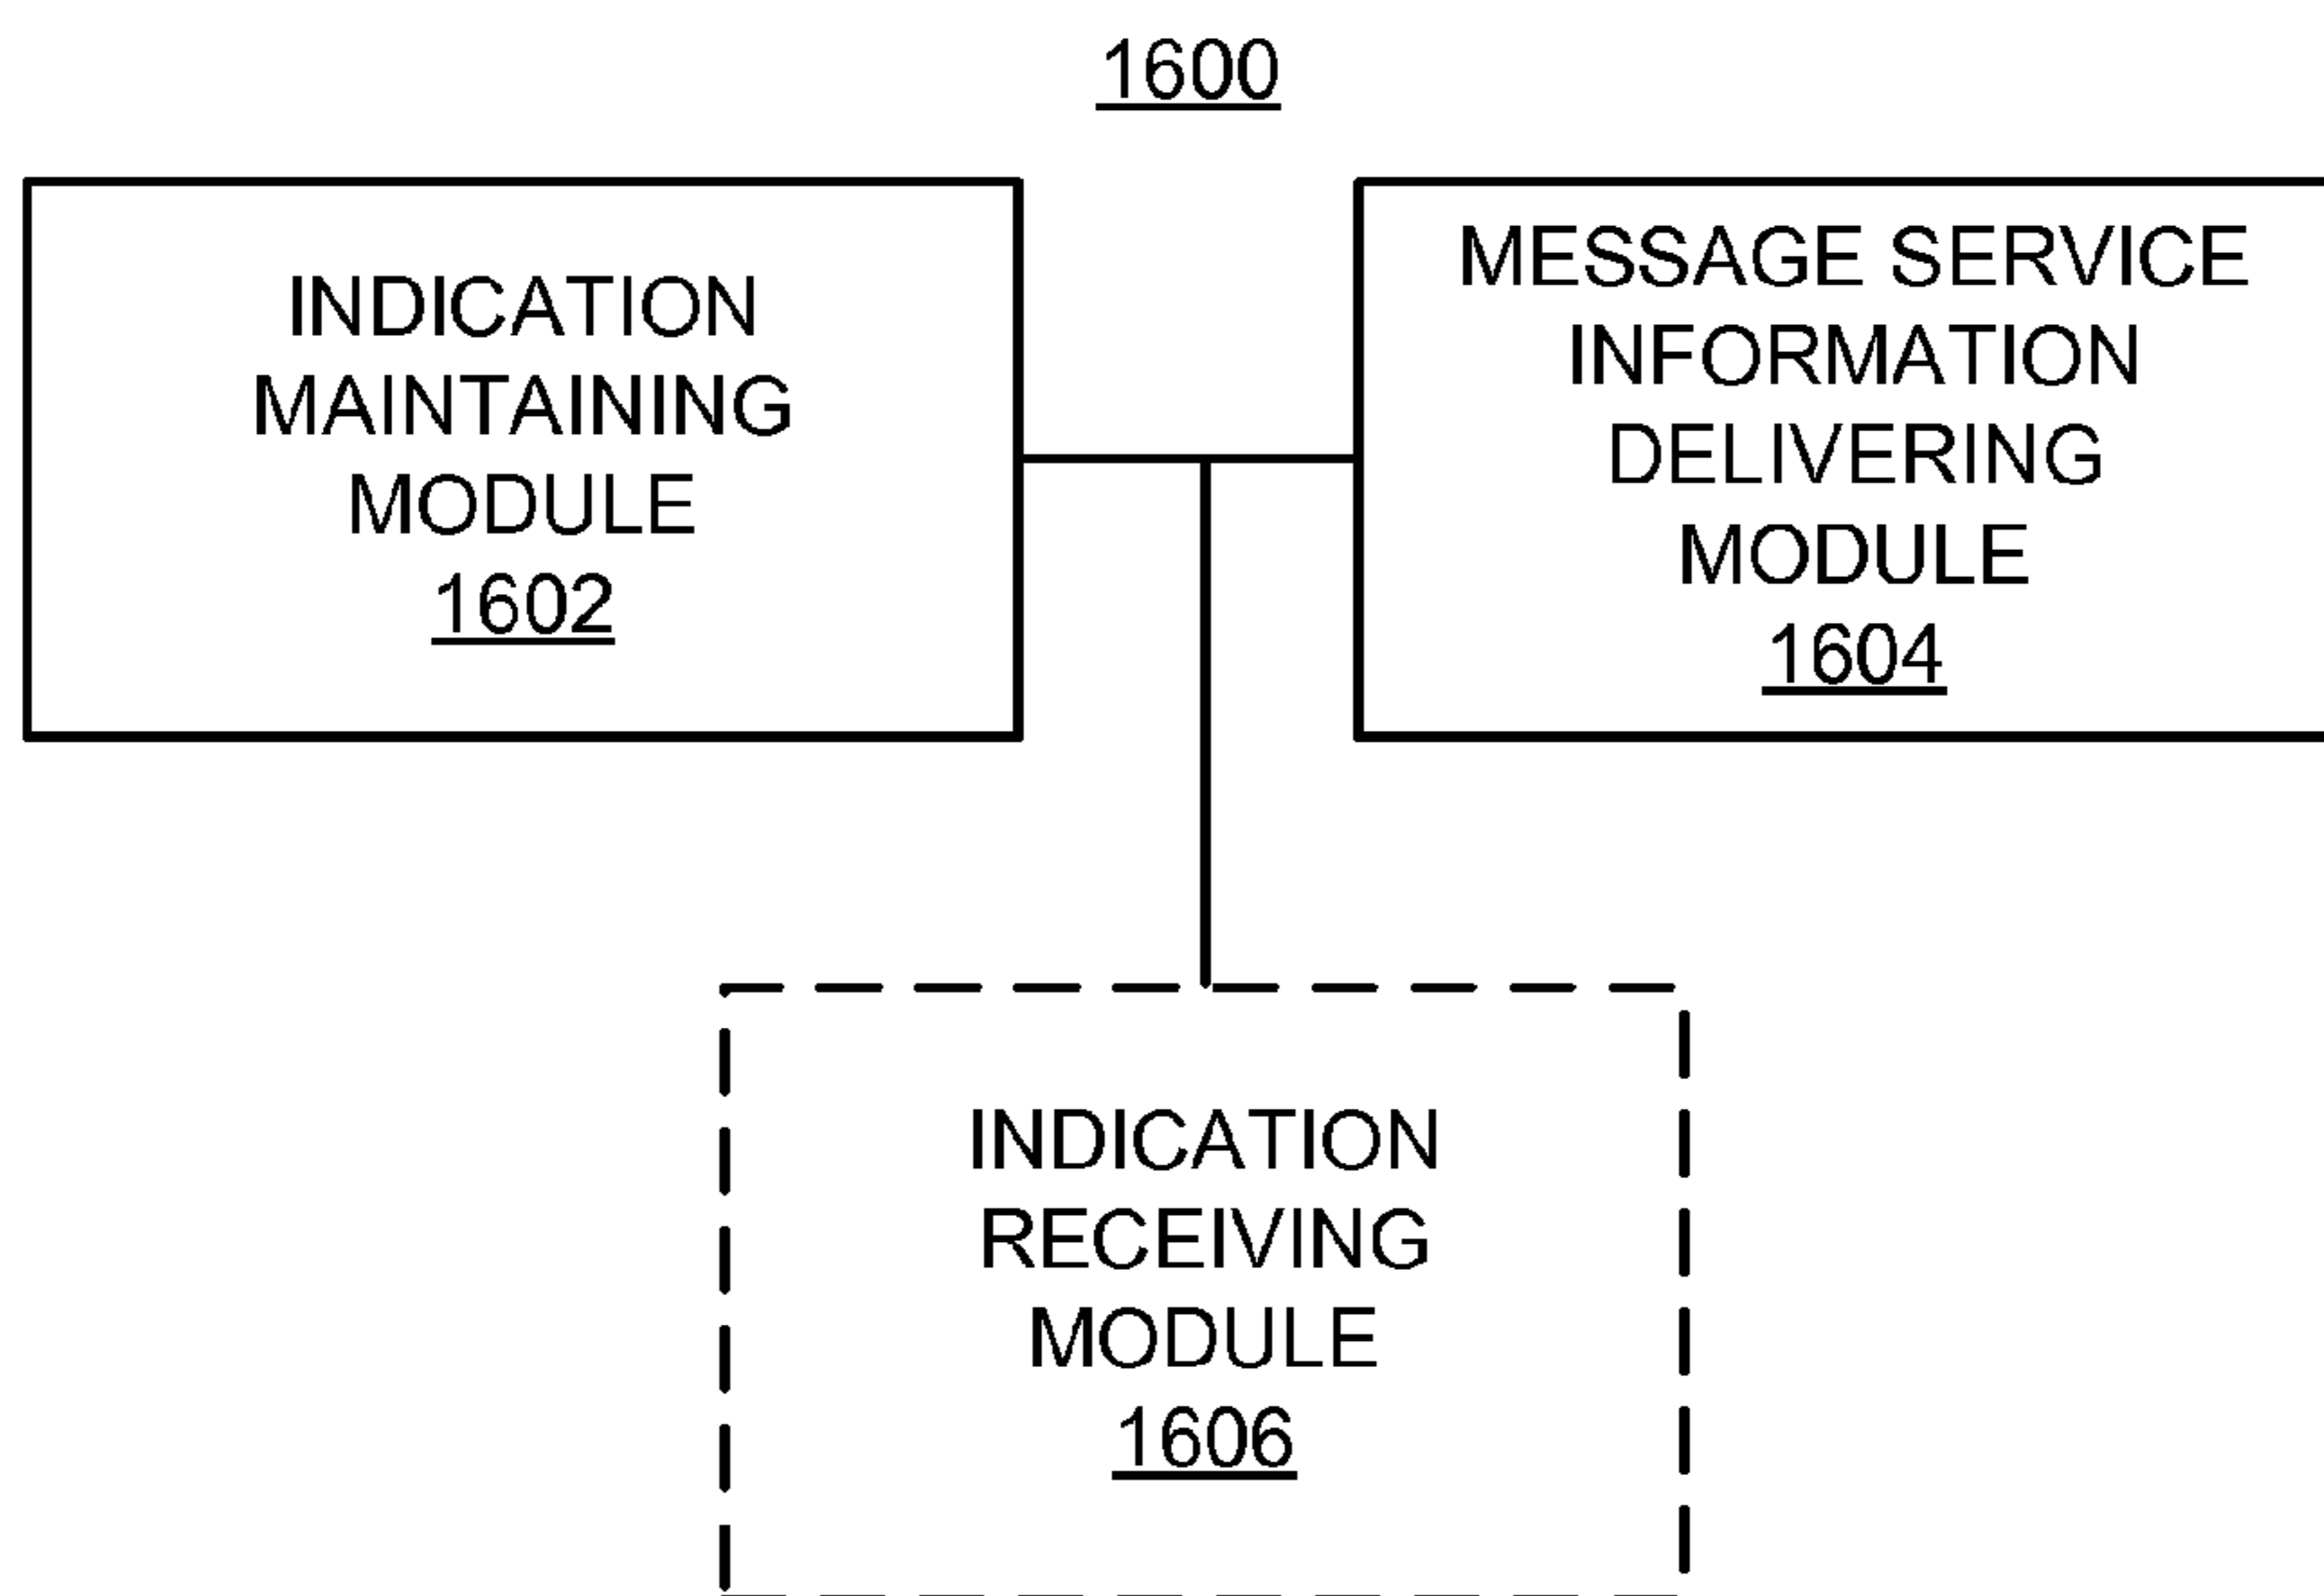 1600
INDICATION
MAINTAINING
MODULE
1602
MESSAGE SERVICE
INFORMATION
DELIVERING
MODULE
1604
INDICATION
RECEIVING
MODULE
1606